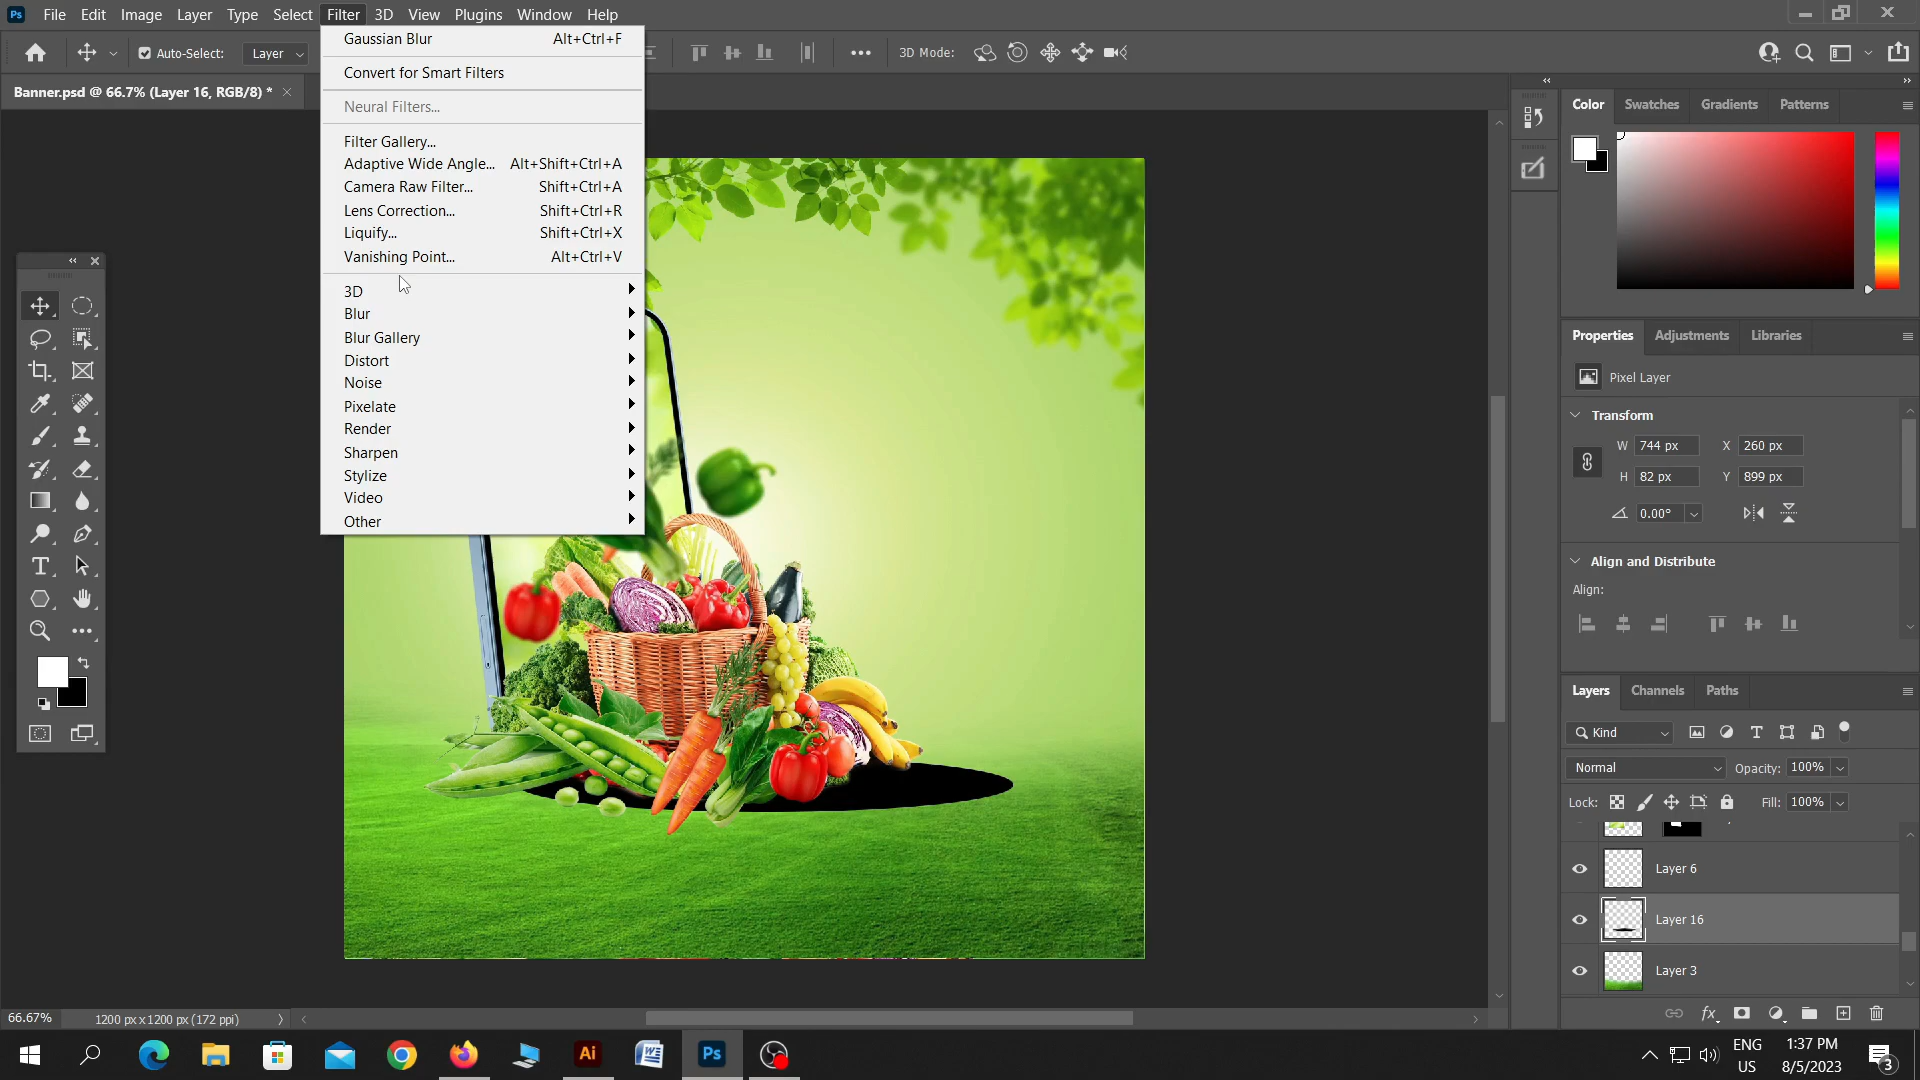 Ps File Edit Image Layer Type Select Filter 3D View Plugins Window Help
Auto-Select: Layer 3D Mode:
Banner.psd @ 66.7% (Layer 16, RGB/8) *
Gaussian Blur Alt+Ctrl+F
Convert for Smart Filters
Neural Filters...
Filter Gallery...
Adaptive Wide Angle... Alt+Shift+Ctrl+A
Camera Raw Filter... Shift+Ctrl+A
Lens Correction... Shift+Ctrl+R
Liquify... Shift+Ctrl+X
Vanishing Point... Alt+Ctrl+V
3D
Blur
Blur Gallery
Distort
Noise
Pixelate
Render
Sharpen
Stylize
Video
Other
Color Swatches Gradients Patterns
Properties Adjustments Libraries
Pixel Layer
Transform
W 744 px X 260 px
H 82 px Y 899 px
0.00°
Align and Distribute
Align:
Layers Channels Paths
Kind
Normal Opacity: 100%
Lock: Fill: 100%
Layer 6
Layer 16
Layer 3
66.67% 1200 px x 1200 px (172 ppi)
Ai Ps
ENG
US
1:37 PM
8/5/2023
3